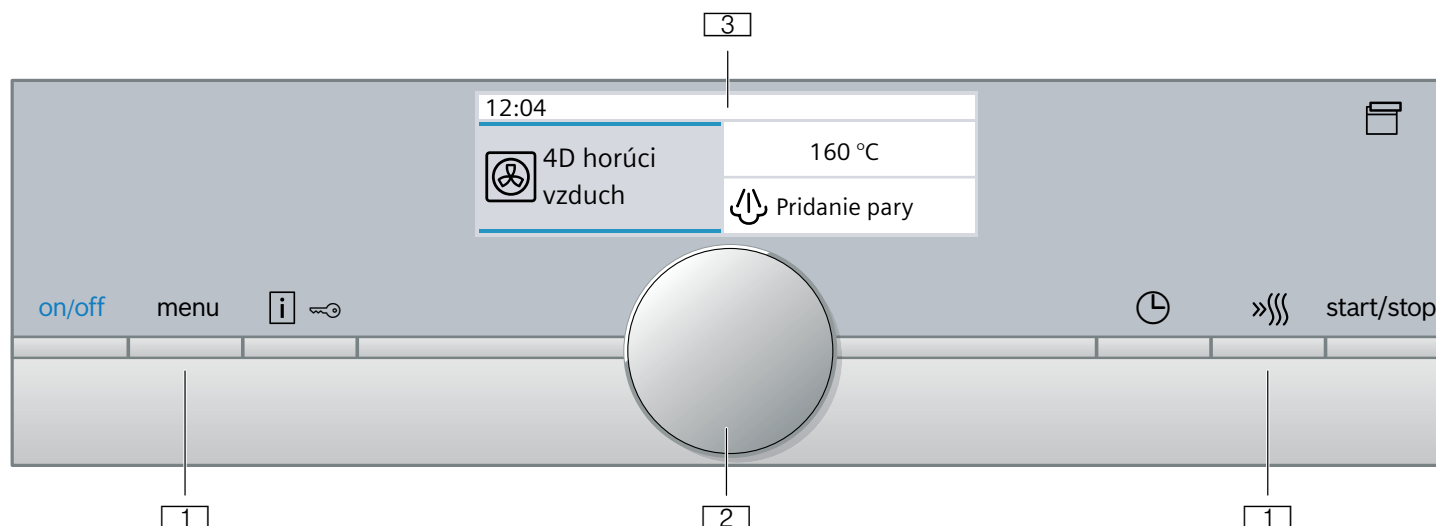 3
12:04
4D horúci
vzduch
160 °C
Pridanie pary
on/off
menu
i
start/stop
1
2
1